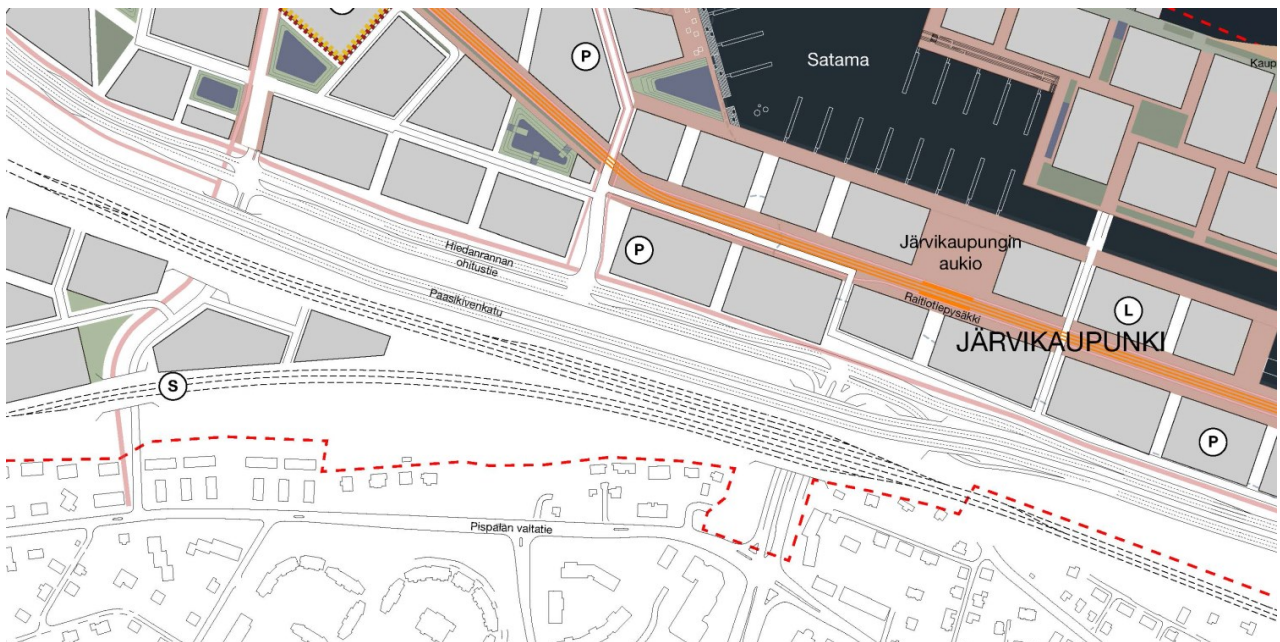 P
Satama
Kaup
P
Järvikaupungin
aukio
Hiedanrannan
ohitustie
Paasikivenkatu
Raitiotiepysäkki
L
JÄRVIKAUPUNKI
S
P
Pispalan valtatie